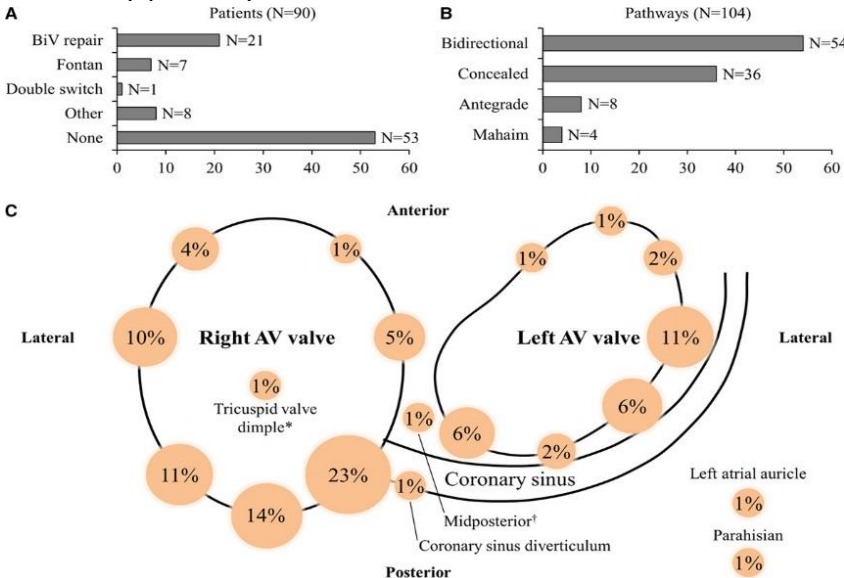 A
Patients (N=90)
BiV repair
N=21
Fontan
N=7
Double switch
N=1
Other
N=8
None
N=53
0 10 20 30 40 50 60
B
Pathways (N=104)
Bidirectional
N=54
Concealed
N=36
Antegrade
N=8
Mahaim
N=4
0 10 20 30 40 50 60
C
Anterior
4%
1%
1%
1%
2%
Lateral
10%
Right AV valve
5%
Left AV valve
11%
Lateral
1%
Tricuspid valve
dimple*
1%
6%
6%
2%
11%
23%
1%
14%
Coronary sinus
Left atrial auricle
1%
Midposterior†
Coronary sinus diverticulum
Parahisian
1%
Posterior